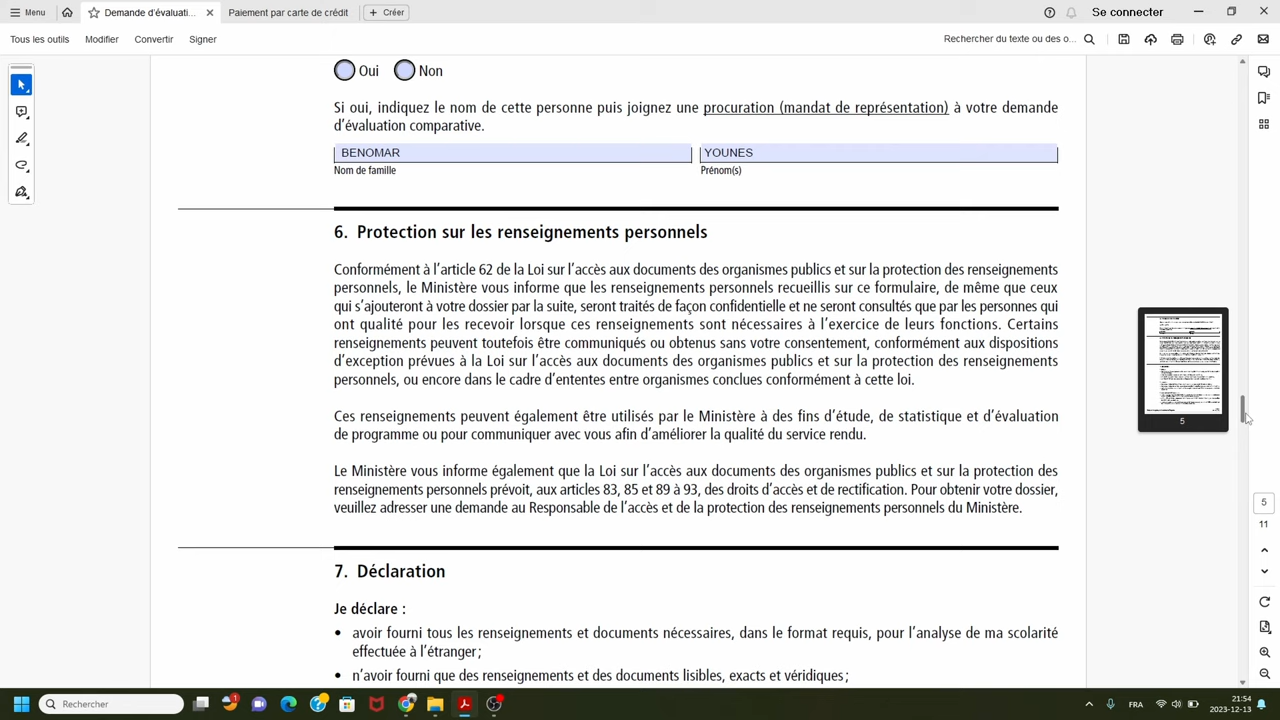 Menu
Demande d'évaluati...
Paiement par carte de crédit
Créer
Se connecter
Tous les outils
Modifier
Convertir
Signer
Rechercher du texte ou des o...
Oui
Non
Si oui, indiquez le nom de cette personne puis joignez une procuration (mandat de représentation) à votre demande
d'évaluation comparative.
BENOMAR
YOUNES
Nom de famille
Prénom(s)
6. Protection sur les renseignements personnels
Conformément à l'article 62 de la Loi sur l'accès aux documents des organismes publics et sur la protection des renseignements
personnels, le Ministère vous informe que les renseignements personnels recueillis sur ce formulaire, de même que ceux
qui s'ajouteront à votre dossier par la suite, seront traités de façon confidentielle et ne seront consultés que par les personnes qui
ont qualité pour les recevoir lorsque ces renseignements sont nécessaires à l'exercice de leurs fonctions. Certains
renseignements peuvent toutefois être communiqués ou obtenus sans votre consentement, conformément aux dispositions
d'exception prévues à la Loi sur l'accès aux documents des organismes publics et sur la protection des renseignements
personnels, ou encore dans le cadre d'ententes entre organismes conclues conformément à cette loi.
Ces renseignements peuvent également être utilisés par le Ministère à des fins d'étude, de statistique et d'évaluation
de programme ou pour communiquer avec vous afin d'améliorer la qualité du service rendu.
Le Ministère vous informe également que la Loi sur l'accès aux documents des organismes publics et sur la protection des
renseignements personnels prévoit, aux articles 83, 85 et 89 à 93, des droits d'accès et de rectification. Pour obtenir votre dossier,
veuillez adresser une demande au Responsable de l'accès et de la protection des renseignements personnels du Ministère.
7. Déclaration
Je déclare :
• avoir fourni tous les renseignements et documents nécessaires, dans le format requis, pour l'analyse de ma scolarité
effectuée à l'étranger ;
• n'avoir fourni que des renseignements et des documents lisibles, exacts et véridiques ;
5
5
11
Rechercher
1
FRA
21:54
2023-12-13